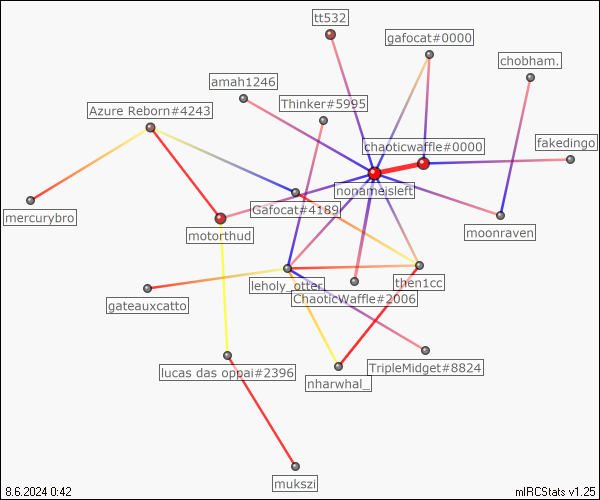 tt532
gafocat#0000
chobham.
amah1246
Thinker#5995
Azure Reborn#4243
chaoticwaffle#0000
fakedingo
nonameisleft
mercurybro
Gafocat#4189
motorthud
moonraven
leholy_otter
then1cc
ChaoticWaffle#2006
gateauxcatto
lucas das oppai#2396
TripleMidget#8824
nharwhal_
mukszi
8.6.2024 0:42
mIRCStats v1.25